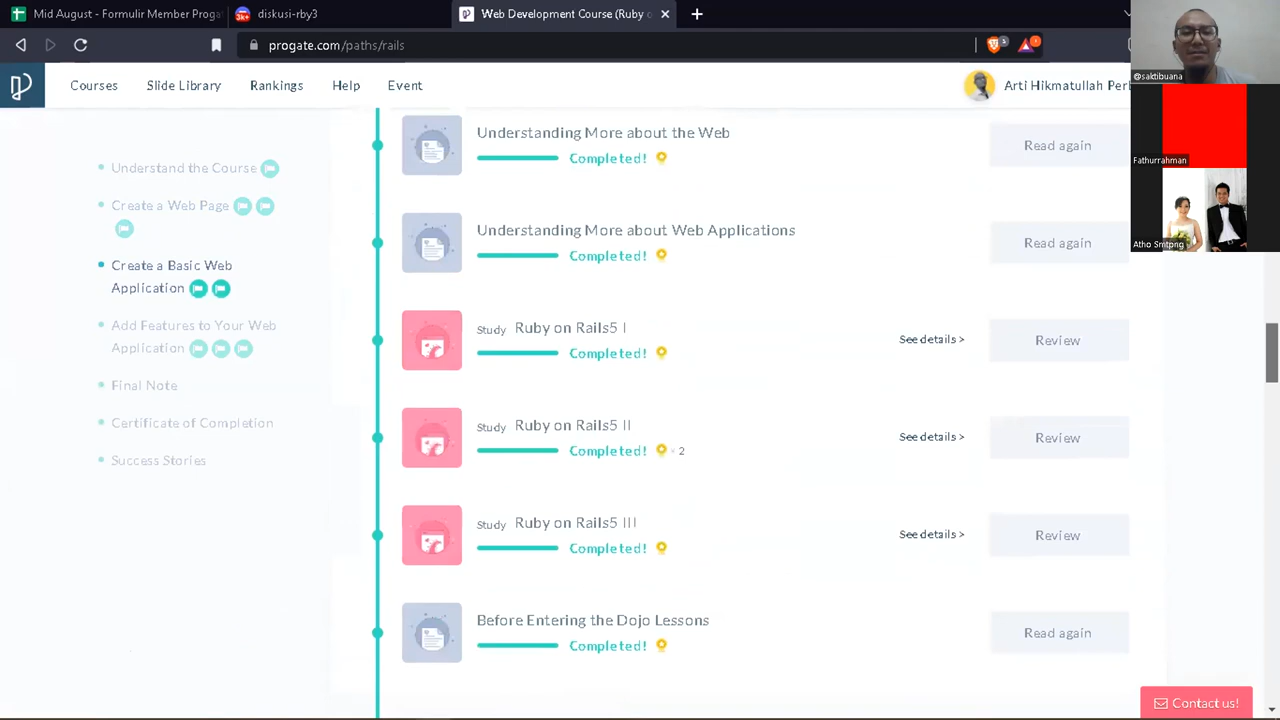 Mid August - Formulir Member Proga
diskusi-rby3
Web Development Course (Ruby o
progate.com/paths/rails
Courses
Slide Library
Rankings
Help
Event
Arti Hikmatullah Per
@saktibuana
Fathurrahman
Atho Smtpng
Understand the Course
Create a Web Page
Create a Basic Web
Application
Add Features to Your Web
Application
Final Note
Certificate of Completion
Success Stories
Understanding More about the Web
Completed!
Read again
Understanding More about Web Applications
Completed!
Read again
Study Ruby on Rails5 I
Completed!
See details >
Review
Study Ruby on Rails5 II
Completed! × 2
See details >
Review
Study Ruby on Rails5 III
Completed!
See details >
Review
Before Entering the Dojo Lessons
Completed!
Read again
Contact us!